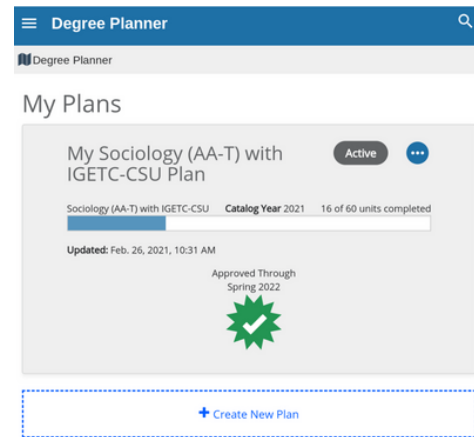 Degree Planner
Degree Planner
My Plans
My Sociology (AA-T) with
IGETC-CSU Plan
Active
Sociology (AA-T) with IGETC-CSU Catalog Year 2021 16 of 60 units completed
Updated: Feb. 26, 2021, 10:31 AM
Approved Through
Spring 2022
Create New Plan